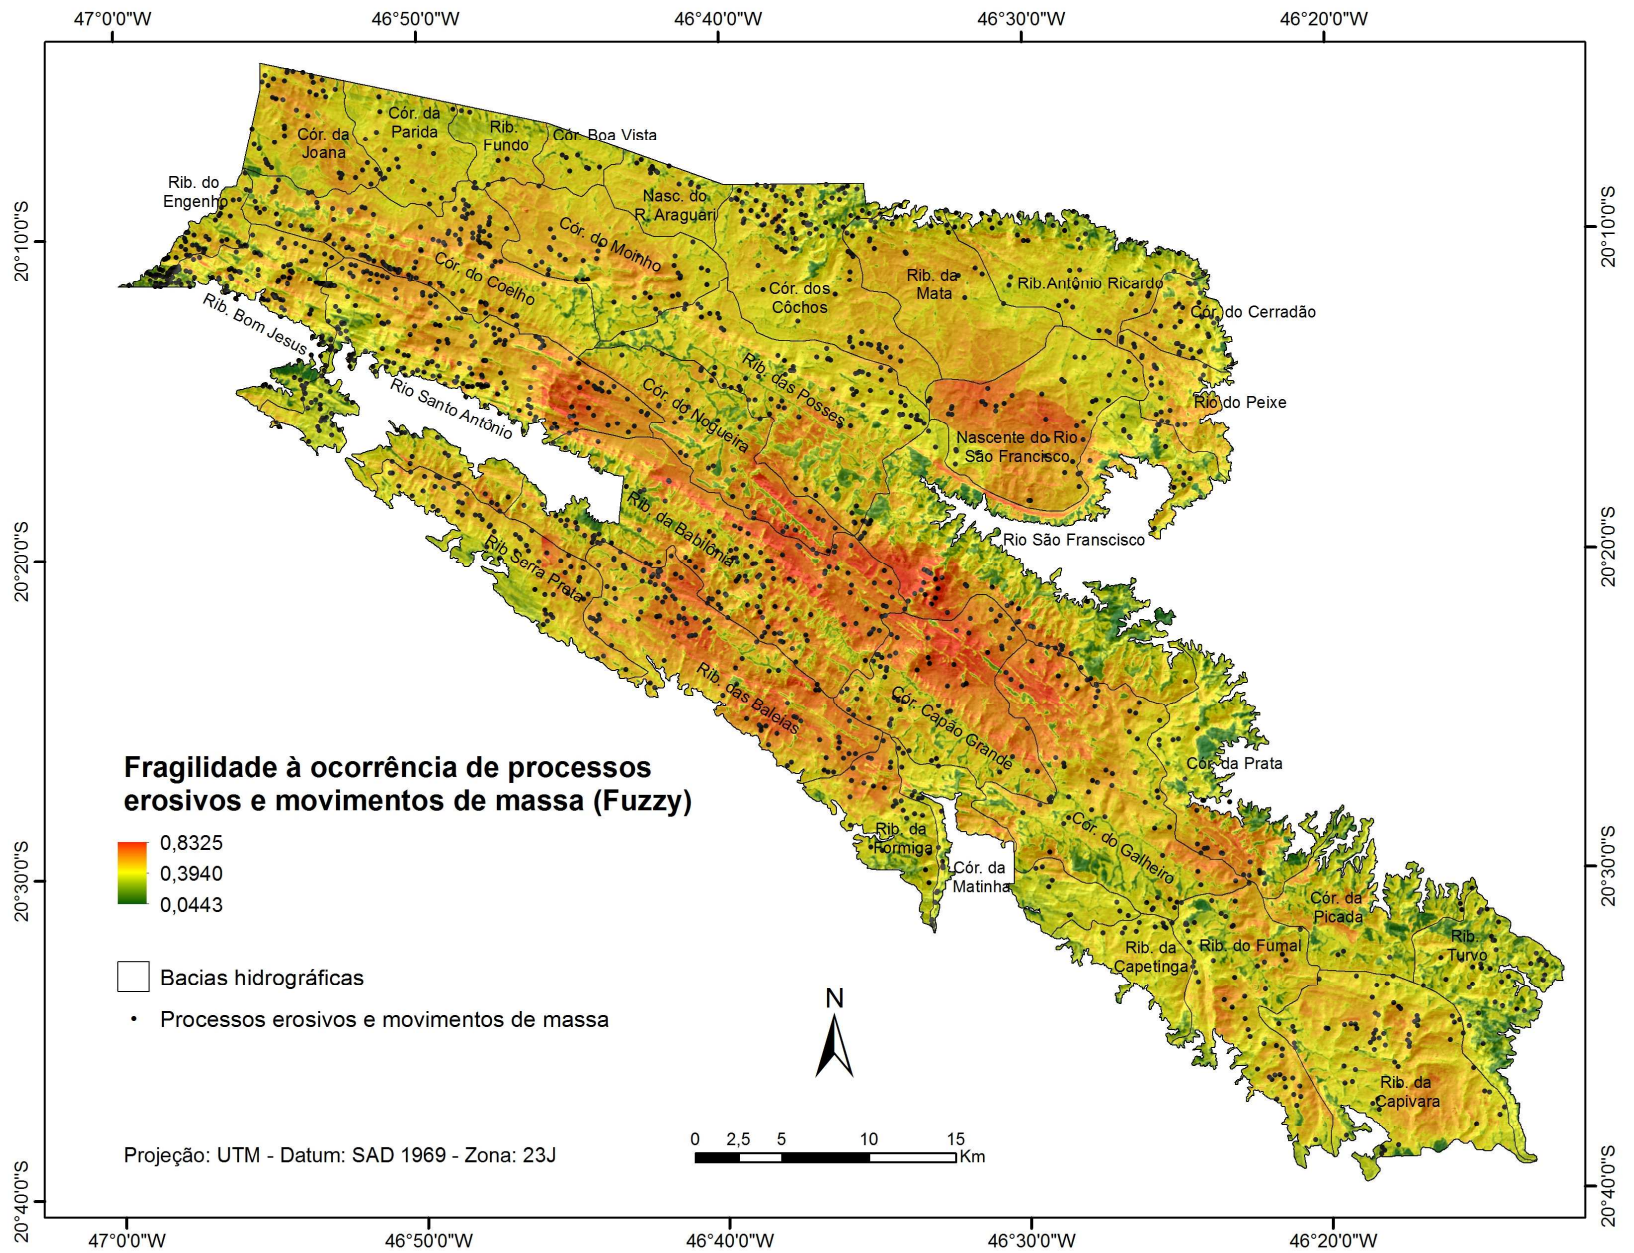 47°0'0"W 46°50'0"W 46°40'0"W 46°30'0"W 46°20'0"W
20°10'0"S
20°20'0"S
20°30'0"S
20°40'0"S
20°10'0"S
20°20'0"S
20°30'0"S
20°40'0"S
Cór. da
Joana
Cór. da
Parida
Rib.
Fundo
Cór. Boa Vista
Rib. do
Engenho
Nasc. do
R. Araguari
Cór. do Moinho
Cór. do Coelho
Cór. dos
Côchos
Rib. da
Mata
Rib. Antônio Ricardo
Cór. do Cerradão
Rib. Bom Jesus
Rio Santo Antônio
Cór. do Nogueira
Rib. das Posses
Rio do Peixe
Nascente do Rio
São Francisco
Rio São Franscisco
Rib. da Babilônia
Rib Serra Preta
Rib. das Baleias
Cór. Capão Grande
Cór. da Prata
Rib. da
Formiga
Cór. da
Matinha
Cór. do Galheiro
Cór. da
Picada
Rib. da
Capetinga
Rib. do Fumal
Rib.
Turvo
Rib. da
Capivara
Fragilidade à ocorrência de processos
erosivos e movimentos de massa (Fuzzy)
0.8325
0,3940
0,0443
Bacias hidrográficas
Processos erosivos e movimentos de massa
N
Projeção: UTM - Datum: SAD 1969 - Zona: 23J
0 2,5 5 10 15
Km
47°0'0"W 46°50'0"W 46°40'0"W 46°30'0"W 46°20'0"W